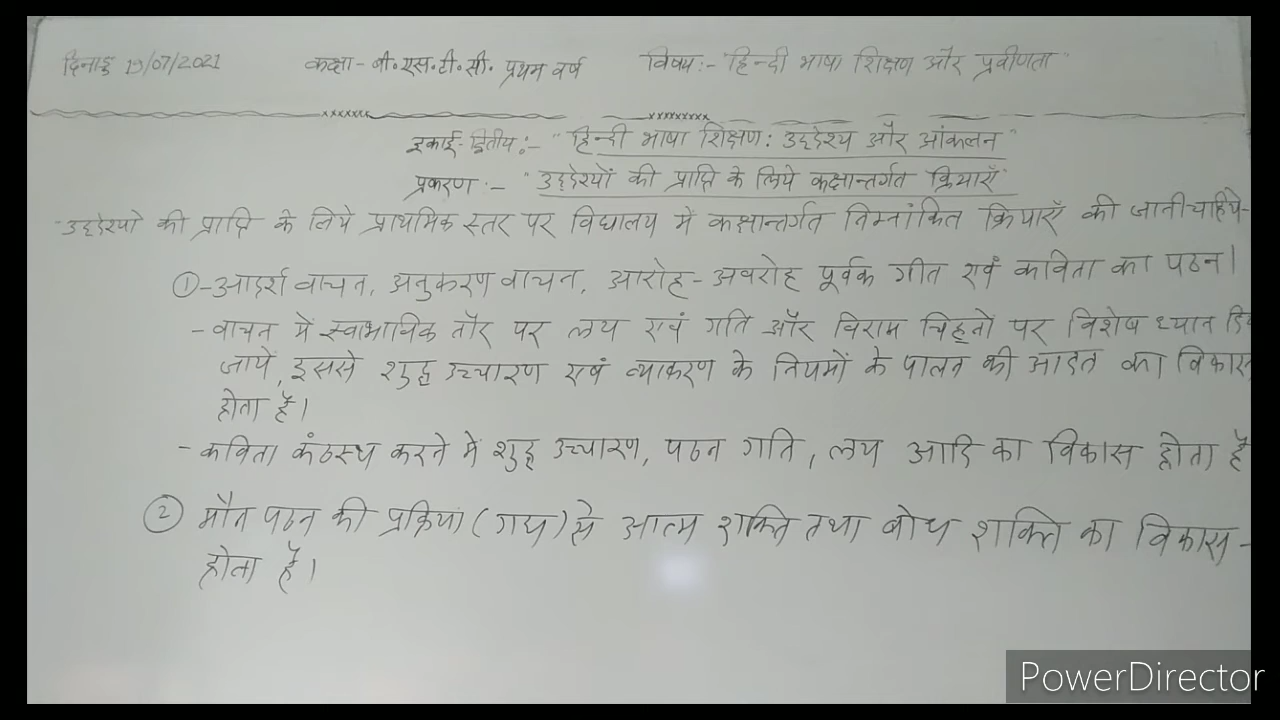 दिनाङ्क 19/07/2021 कक्षा - बी.एस.टी.सी. प्रथम वर्ष विषय:- "हिन्दी भाषा शिक्षण और प्रवीणता"
xxxxxxx xxxxxxxxx
इकाई-द्वितीय:- "हिन्दी भाषा शिक्षण: उद्देश्य और आंकलन"
प्रकरण:- "उद्देश्यों की प्राप्ति के लिये कक्षान्तर्गत क्रियाएँ"
"उद्देश्यो की प्राप्ति के लिये प्राथमिक स्तर पर विद्यालय में कक्षान्तर्गत निम्नांकित क्रियाएँ की जानी चाहिये-
①-आदर्श वाचन, अनुकरण वाचन, आरोह-अवरोह पूर्वक गीत एवं कविता का पठन।
- वाचन में स्वाभाविक तौर पर लय एवं गति और विराम चिह्नो पर विशेष ध्यान
जाये, इससे शुद्ध उच्चारण एवं व्याकरण के नियमों के पालन की आदत का विकास
होता है।
- कविता कंठस्थ करने मे शुद्ध उच्चारण, पठन गति, लय आदि का विकास होता है
② मौन पठन की प्रक्रिया (गद्य) से आत्म शक्ति तथा बोध शक्ति का विकास-
होता है।
PowerDirector